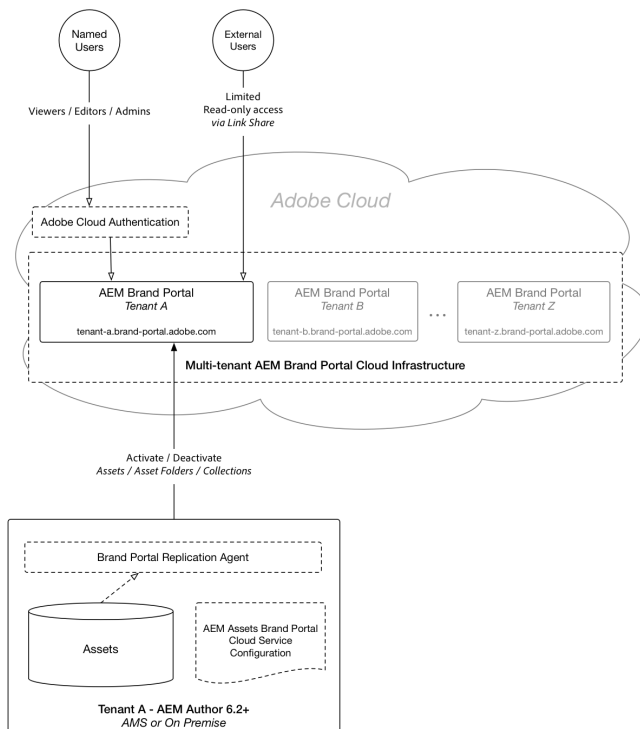 Named
Users
External
Users
Viewers / Editors / Admins
Limited
Read-only access
via Link Share
Adobe Cloud
Adobe Cloud Authentication
AEM Brand Portal
Tenant A
tenant-a.brand-portal.adobe.com
AEM Brand Portal
Tenant B
tenant-b.brand-portal.adobe.com
...
AEM Brand Portal
Tenant Z
tenant-z.brand-portal.adobe.com
Multi-tenant AEM Brand Portal Cloud Infrastructure
Activate / Deactivate
Assets / Asset Folders / Collections
Brand Portal Replication Agent
Assets
AEM Assets Brand Portal
Cloud Service
Configuration
Tenant A - AEM Author 6.2+
AMS or On Premise